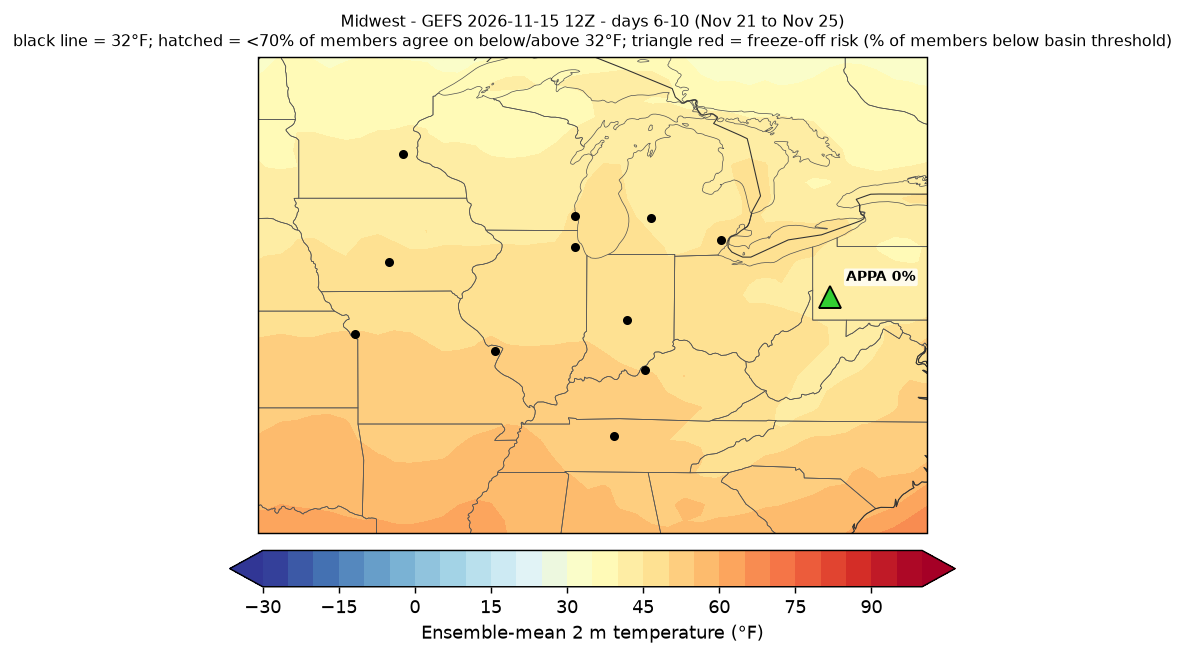 Midwest - GEFS 2026-11-15 12Z - days 6-10 (Nov 21 to Nov 25)
black line = 32°F; hatched = <70% of members agree on below/above 32°F; triangle red = freeze-off risk (% of members below basin threshold)
APPA 0%
−30 −15 0 15 30 45 60 75 90
Ensemble-mean 2 m temperature (°F)